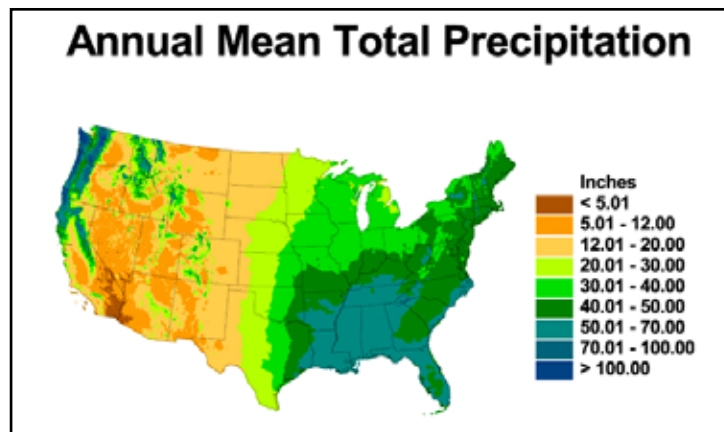 Annual Mean Total Precipitation
Inches
< 5.01
5.01 - 12.00
12.01 - 20.00
20.01 - 30.00
30.01 - 40.00
40.01 - 50.00
50.01 - 70.00
70.01 - 100.00
> 100.00